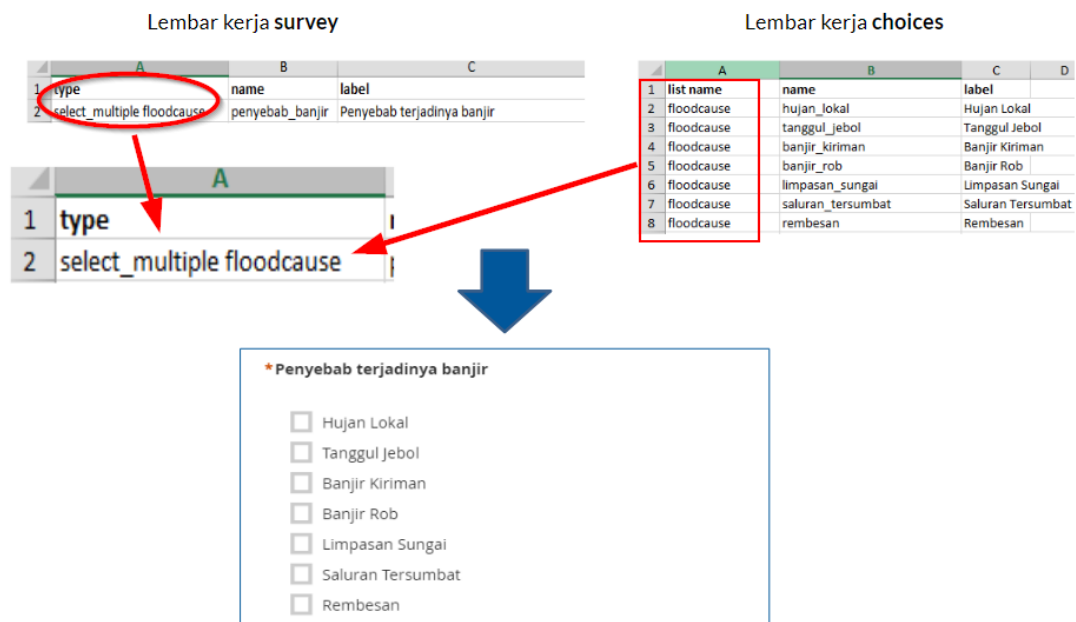 Lembar kerja survey
Lembar kerja choices
A B C
1 type name label
2 select_multiple floodcause penyebab_banjir Penyebab terjadinya banjir
A B C D
1 list name name label
2 floodcause hujan_lokal Hujan Lokal
3 floodcause tanggul_jebol Tanggul Jebol
4 floodcause banjir_kiriman Banjir Kiriman
5 floodcause banjir_rob Banjir Rob
6 floodcause limpasan_sungai Limpasan Sungai
7 floodcause saluran_tersumbat Saluran Tersumbat
8 floodcause rembesan Rembesan
A
1 type
2 select_multiple floodcause
*Penyebab terjadinya banjir
Hujan Lokal
Tanggul Jebol
Banjir Kiriman
Banjir Rob
Limpasan Sungai
Saluran Tersumbat
Rembesan